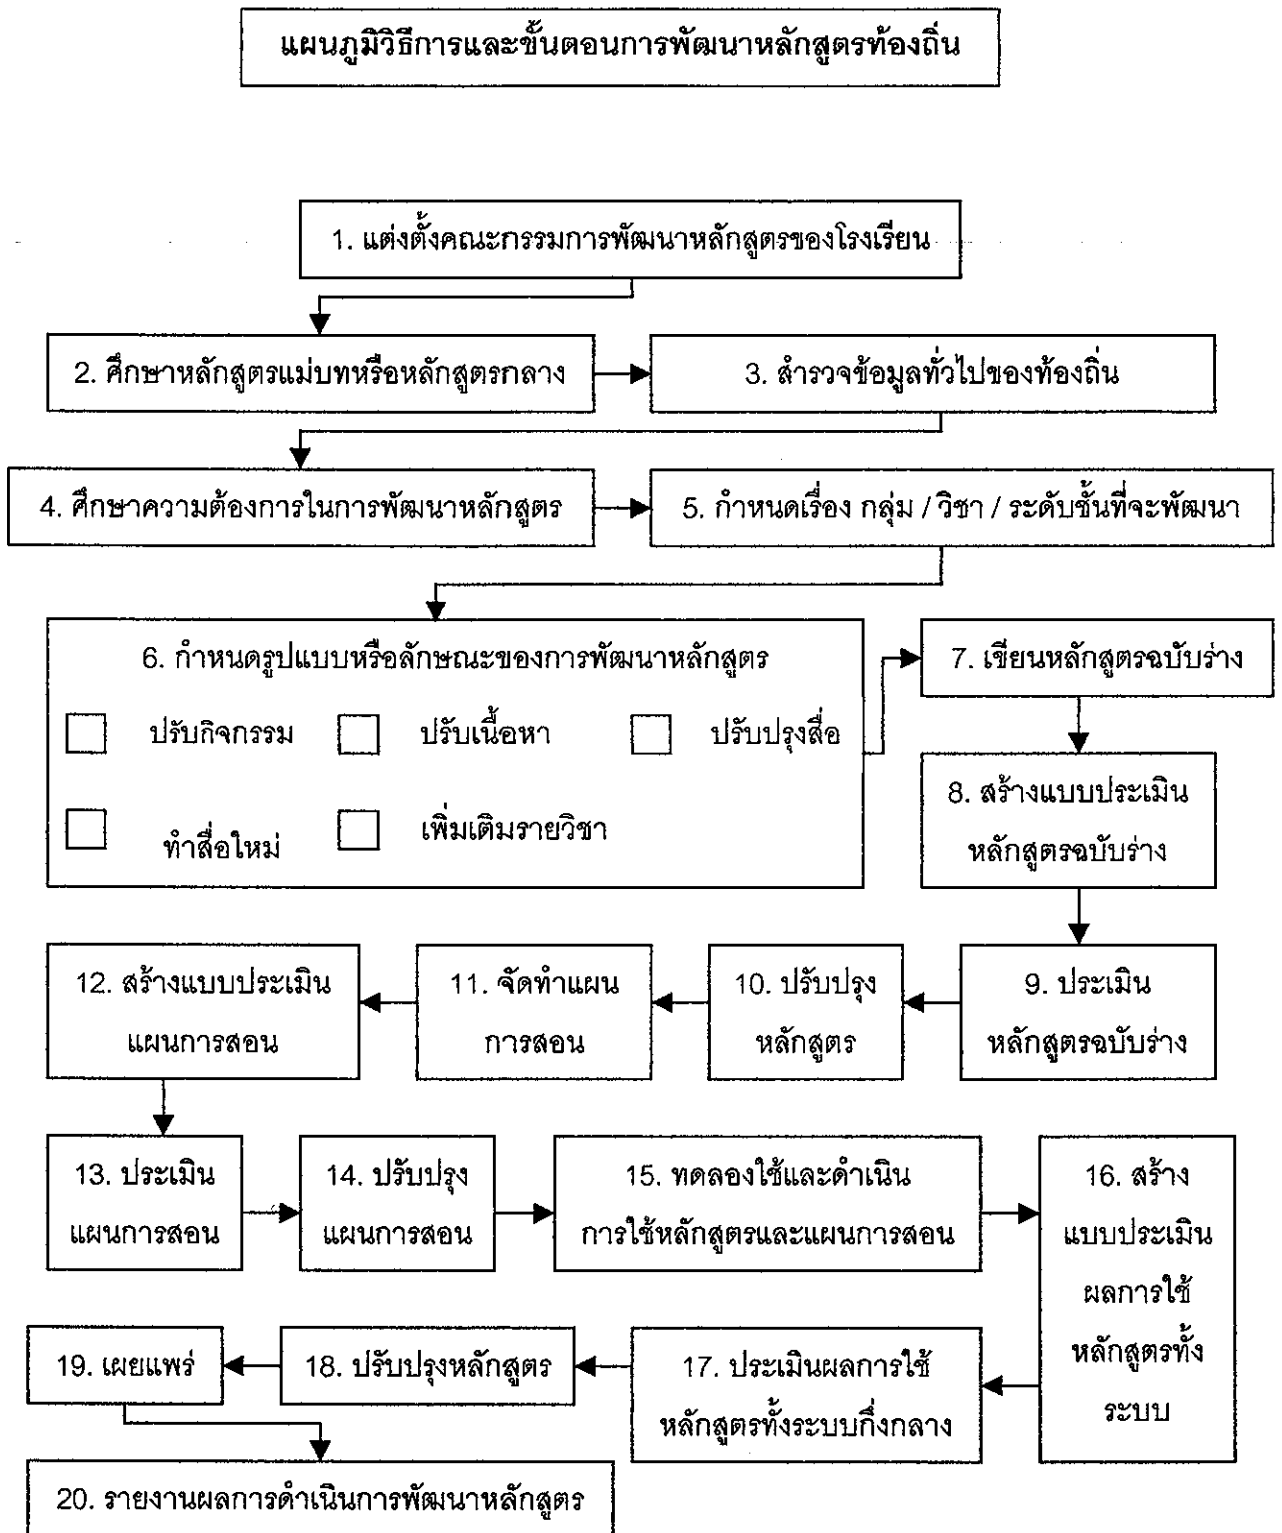 แผนภูมิวิธีการและขั้นตอนการพัฒนาหลักสูตรท้องถิ่น
1. แต่งตั้งคณะกรรมการพัฒนาหลักสูตรของโรงเรียน
2. ศึกษาหลักสูตรแม่บทหรือหลักสูตรกลาง
3. สำรวจข้อมูลทั่วไปของท้องถิ่น
4. ศึกษาความต้องการในการพัฒนาหลักสูตร
5. กำหนดเรื่อง กลุ่ม / วิชา / ระดับชั้นที่จะพัฒนา
6. กำหนดรูปแบบหรือลักษณะของการพัฒนาหลักสูตร
ปรับกิจกรรม
ปรับเนื้อหา
ปรับปรุงสื่อ
ทำสื่อใหม่
เพิ่มเติมรายวิชา
7. เขียนหลักสูตรฉบับร่าง
8. สร้างแบบประเมิน
หลักสูตรฉบับร่าง
9. ประเมิน
หลักสูตรฉบับร่าง
10. ปรับปรุง
หลักสูตร
11. จัดทำแผน
การสอน
12. สร้างแบบประเมิน
แผนการสอน
13. ประเมิน
แผนการสอน
14. ปรับปรุง
แผนการสอน
15. ทดลองใช้และดำเนิน
การใช้หลักสูตรและแผนการสอน
16. สร้าง
แบบประเมิน
ผลการใช้
หลักสูตรทั้ง
ระบบ
17. ประเมินผลการใช้
หลักสูตรทั้งระบบกึ่งกลาง
18. ปรับปรุงหลักสูตร
19. เผยแพร่
20. รายงานผลการดำเนินการพัฒนาหลักสูตร